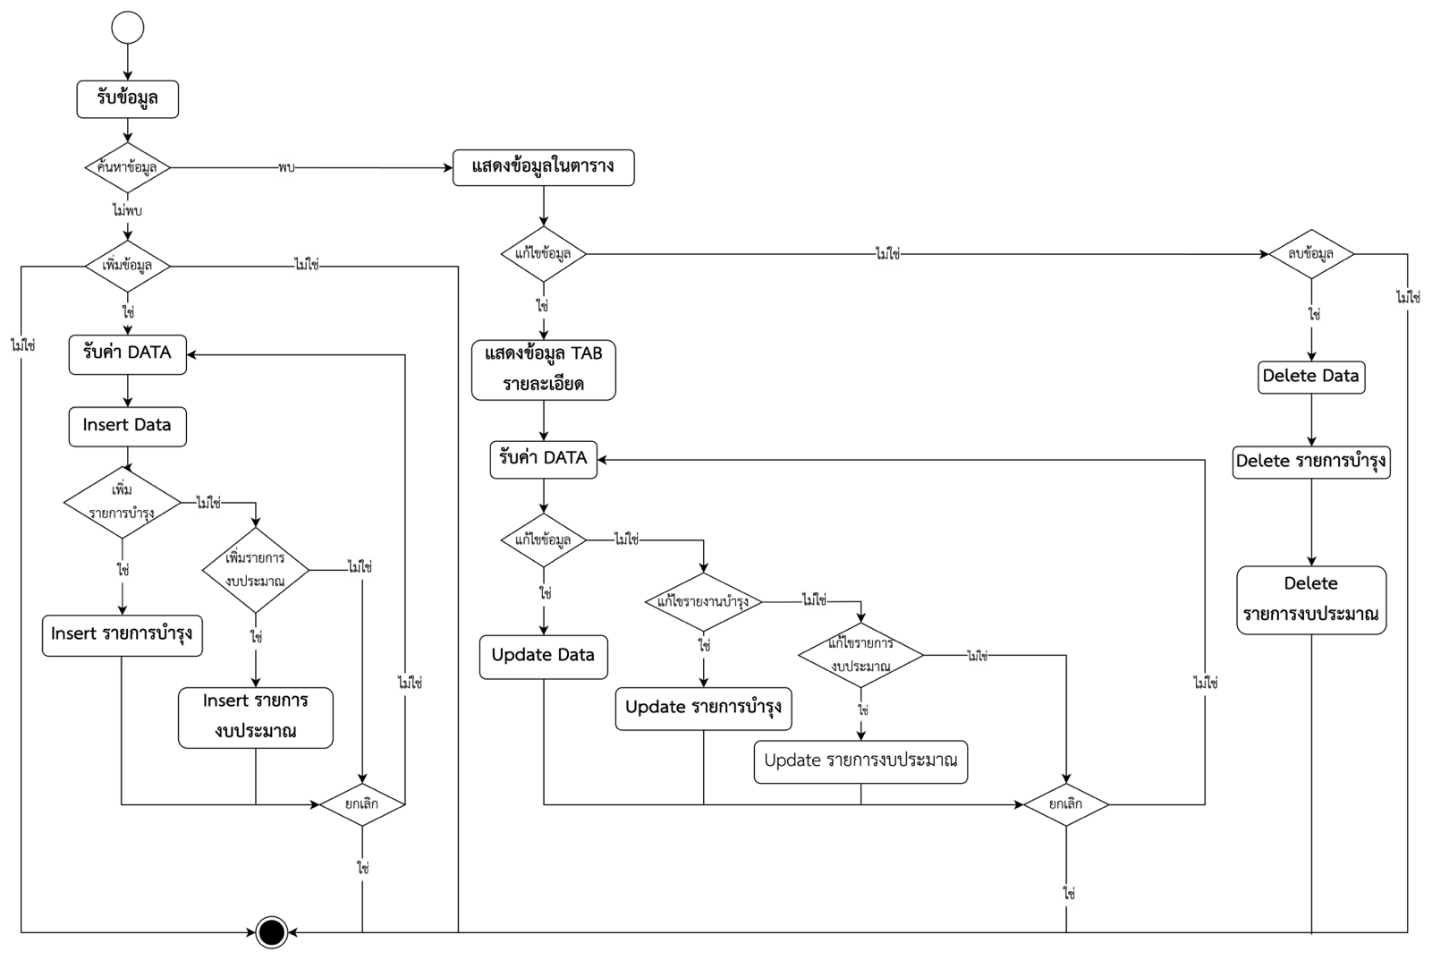 รับข้อมูล
ค้นหาข้อมูล
พบ
แสดงข้อมูลในตาราง
ไม่พบ
เพิ่มข้อมูล
ไม่ใช่
ไม่ใช่
ใช่
รับค่า DATA
Insert Data
เพิ่ม
รายการบำรุง
ไม่ใช่
ใช่
เพิ่มรายการ
งบประมาณ
ไม่ใช่
ใช่
Insert รายการบำรุง
Insert รายการ
งบประมาณ
ไม่ใช่
ยกเลิก
ใช่
แก้ไขข้อมูล
ไม่ใช่
ใช่
แสดงข้อมูล TAB
รายละเอียด
รับค่า DATA
แก้ไขข้อมูล
ไม่ใช่
ใช่
Update Data
แก้ไขรายงานบำรุง
ไม่ใช่
ใช่
Update รายการบำรุง
แก้ไขรายการ
งบประมาณ
ไม่ใช่
ใช่
Update รายการงบประมาณ
ไม่ใช่
ยกเลิก
ใช่
ลบข้อมูล
ไม่ใช่
ใช่
Delete Data
Delete รายการบำรุง
Delete
รายการงบประมาณ